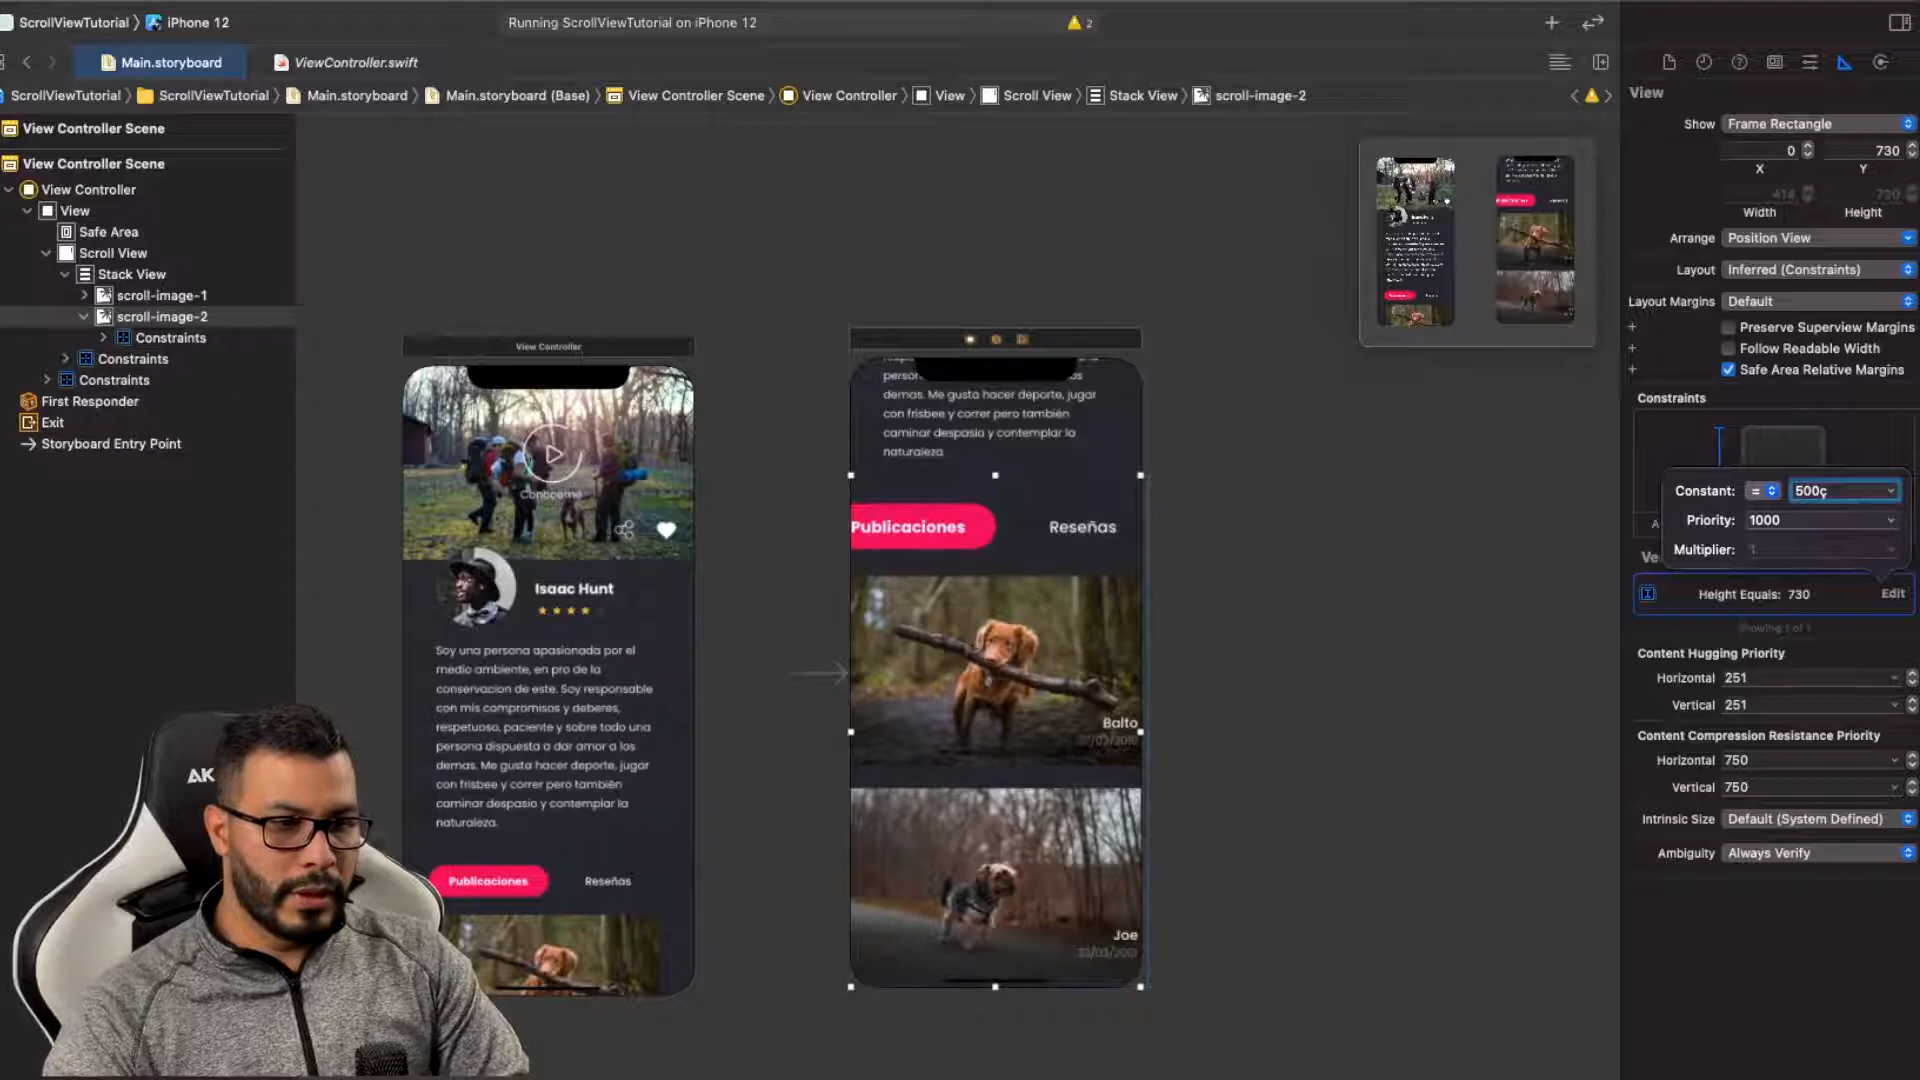 ScrollViewTutorial
iPhone 12
Running ScrollViewTutorial on iPhone 12
2
Main.storyboard
ViewController.swift
ScrollViewTutorial
ScrollViewTutorial
Main.storyboard
Main.storyboard (Base)
View Controller Scene
View Controller
View
Scroll View
Stack View
scroll-image-2
View Controller Scene
View Controller Scene
View Controller
View
Safe Area
Scroll View
Stack View
scroll-image-1
scroll-image-2
Constraints
Constraints
Constraints
First Responder
Exit
Storyboard Entry Point
View Controller
Conóceme
Isaac Hunt
Soy una persona apasionada por el
medio ambiente, en pro de la
conservacion de este. Soy responsable
con mis compromisos y deberes,
respetuoso, paciente y sobre todo una
persona dispuesta a dar amor a los
demas. Me gusta hacer deporte, jugar
con frisbee y correr pero también
caminar despasio y contemplar la
naturaleza.
Publicaciones
Reseñas
demas. Me gusta hacer deporte, jugar
con frisbee y correr pero también
caminar despasio y contemplar la
naturaleza
Publicaciones
Reseñas
Balto
Joe
View
Show
Frame Rectangle
0
730
X
Y
414
730
Width
Height
Arrange
Position View
Layout
Inferred (Constraints)
Layout Margins
Default
Preserve Superview Margins
Follow Readable Width
Safe Area Relative Margins
Constraints
Constant:
=
500ç
Priority:
1000
Multiplier:
1
Height Equals: 730
Edit
Showing 1 of 1
Content Hugging Priority
Horizontal
251
Vertical
251
Content Compression Resistance Priority
Horizontal
750
Vertical
750
Intrinsic Size
Default (System Defined)
Ambiguity
Always Verify
AK